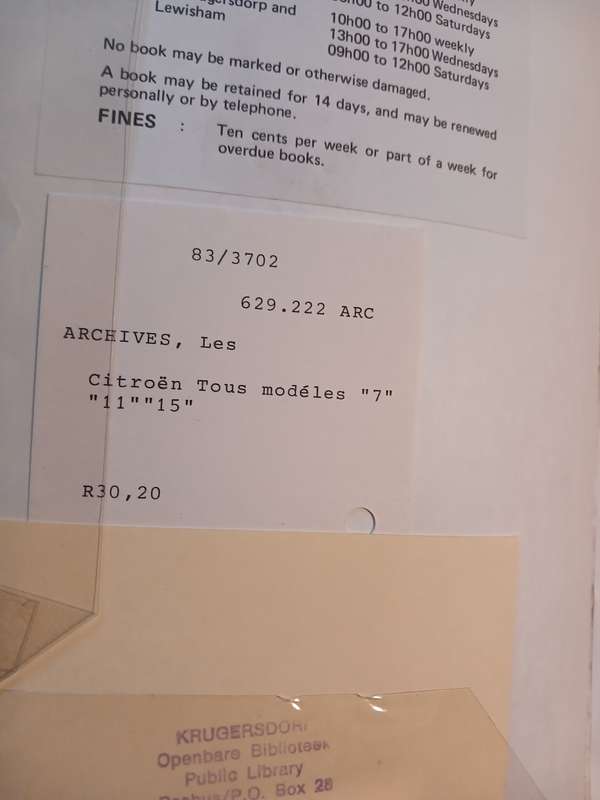 to 12h00 Saturdays
Lewisham
10h00 to 17h00 weekly
13h00 to 17h00 Wednesdays
09h00 to 12h00 Saturdays
No book may be marked or otherwise damaged.
A book may be retained for 14 days, and may be renewed
personally or by telephone.
FINES : Ten cents per week or part of a week for
overdue books.
83/3702
629.222 ARC
ARCHIVES, Les
Citroën Tous modéles "7"
"11""15"
R30,20
KRUGERSDORP
Openbare Biblioteek
Public Library
Posbus/P.O. Box 28